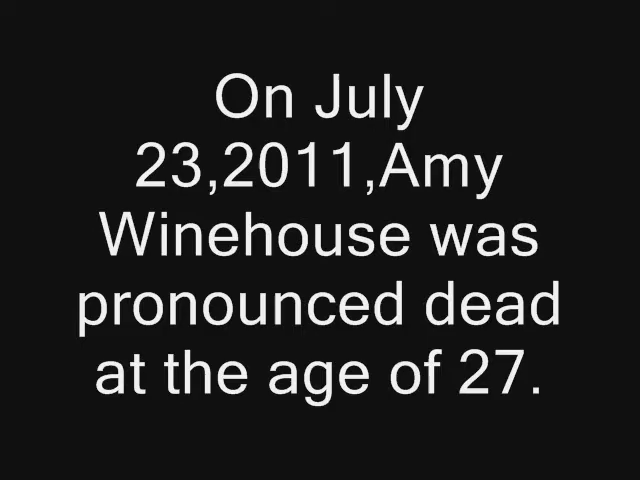 On July
23,2011,Amy
Winehouse was
pronounced dead
at the age of 27.